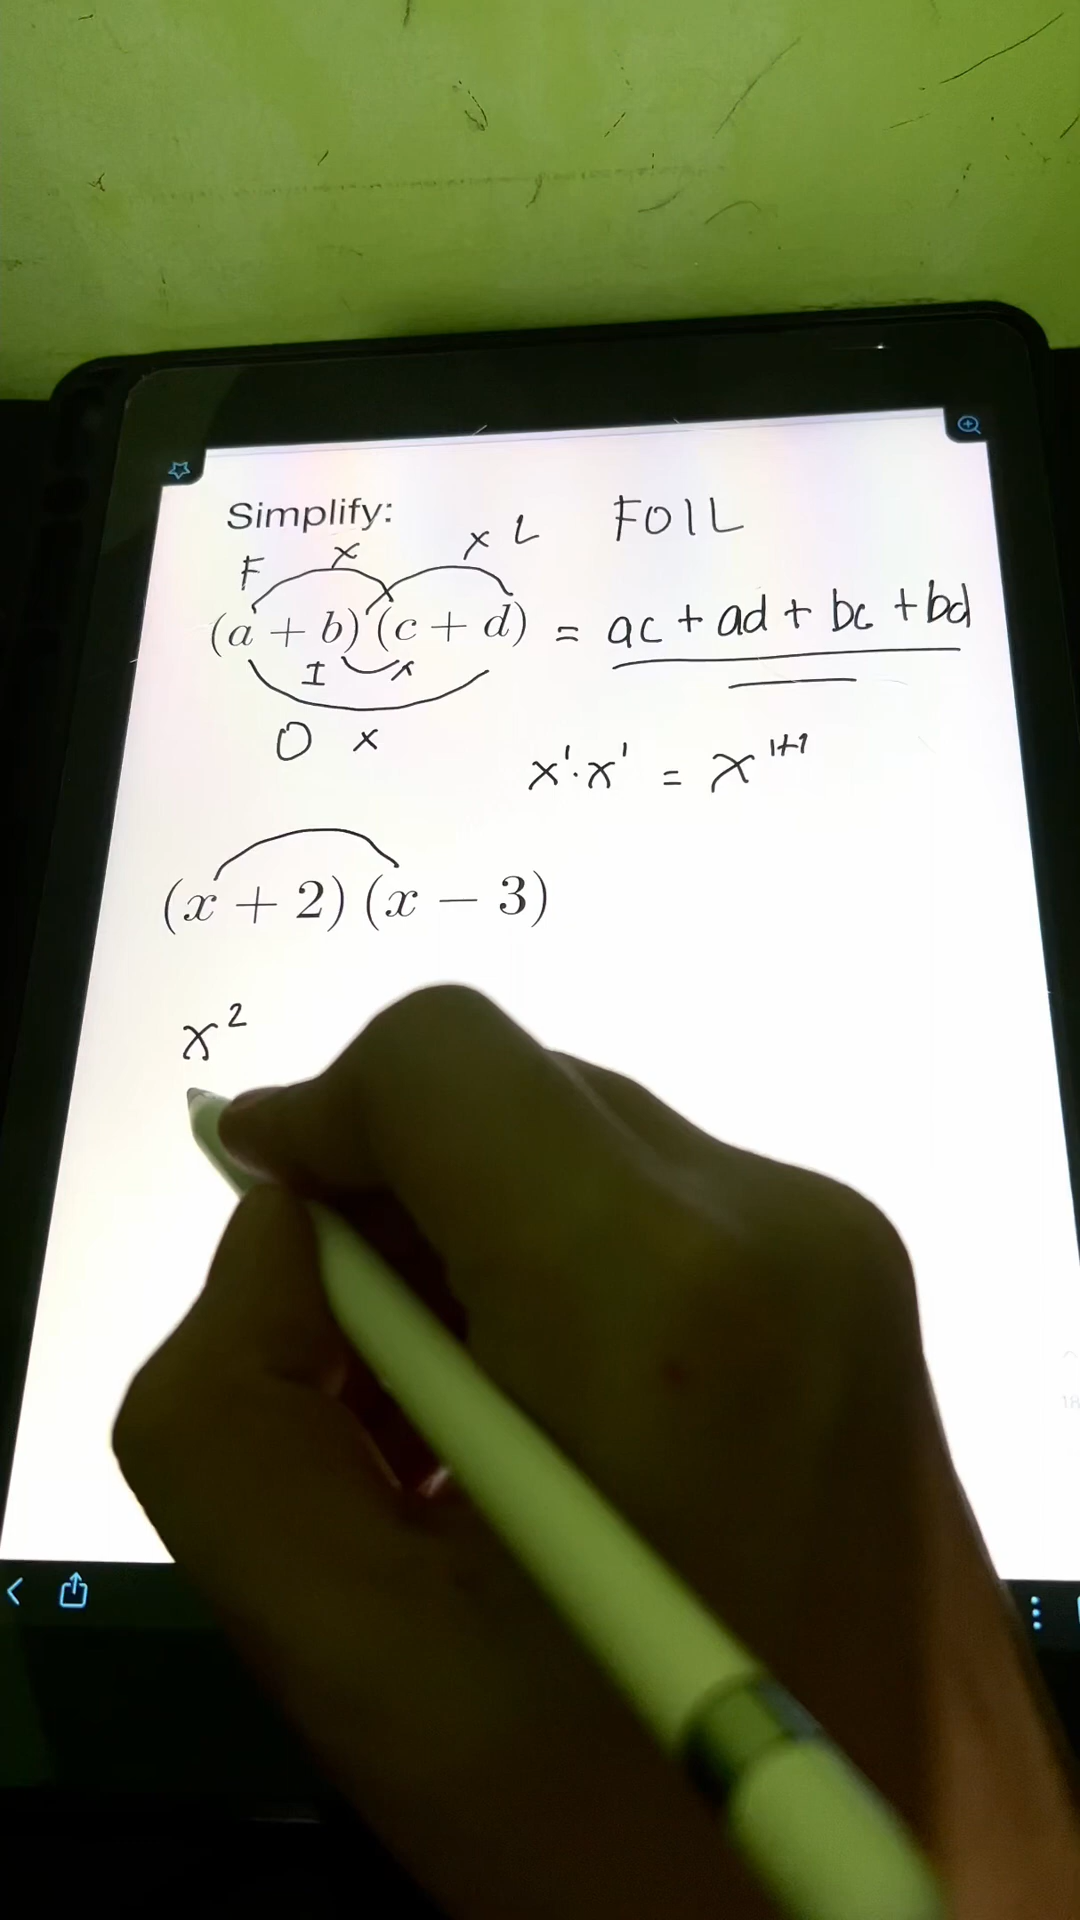 Simplify: FOIL
F x x L
(a + b)(c + d) = ac + ad + bc + bd
I x
O x
x¹·x¹ = x¹⁺¹
(x + 2)(x − 3)
x²